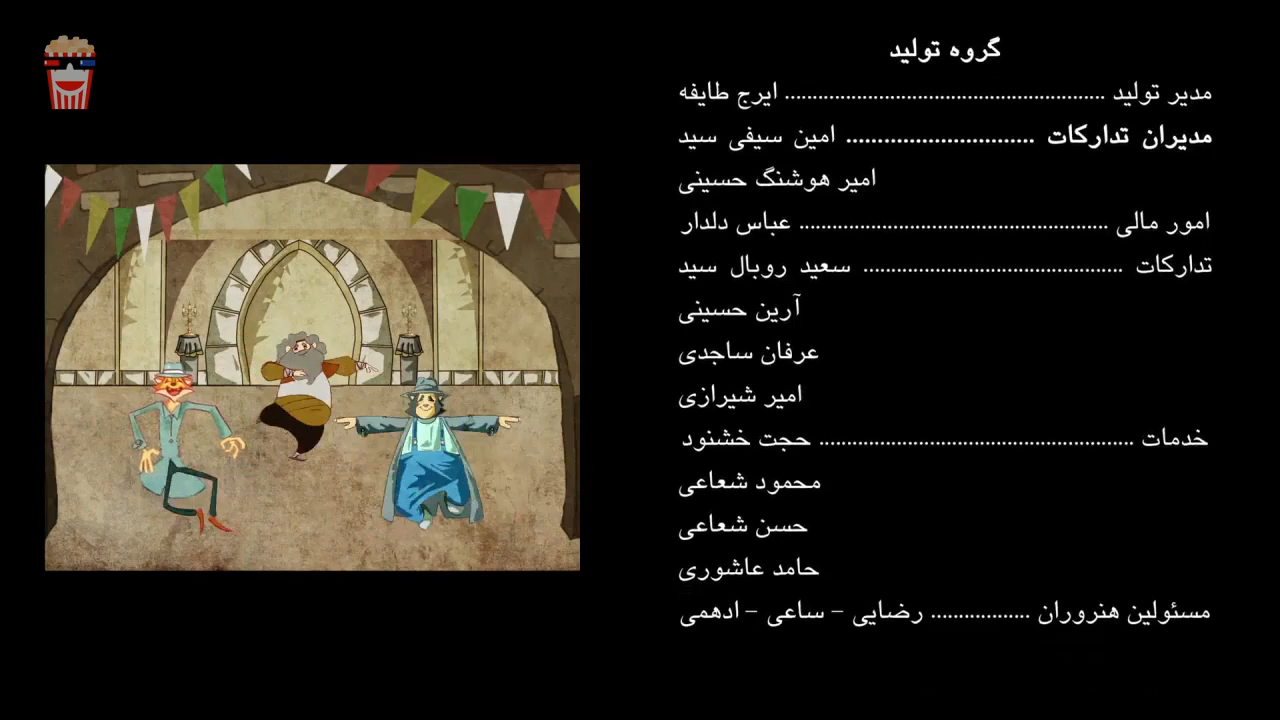 گروه تولید
مدیر تولید ................................................................ ایرج طایفه
مدیران تدارکات ............................ امین سیفی سید
امیر هوشنگ حسینی
امور مالی .............................................................. عباس دلدار
تدارکات .................................................... سعید روبال سید
آرین حسینی
عرفان ساجدی
امیر شیرازی
خدمات ............................................................... حجت خشنود
محمود شعاعی
حسن شعاعی
حامد عاشوری
مسئولین هنروران .................... رضایی – ساعی – ادهمی